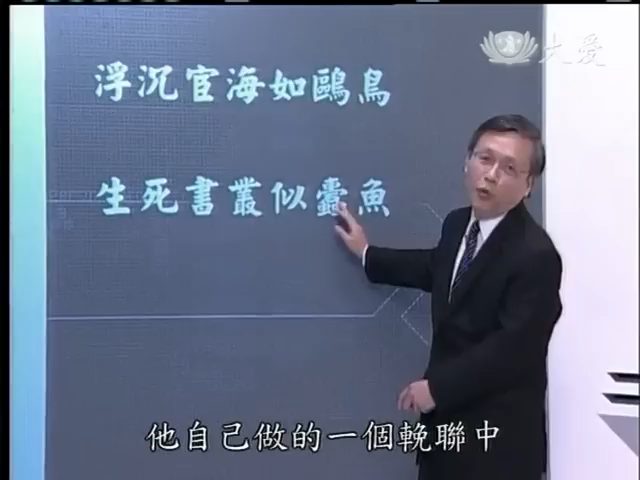 大愛
浮沉宦海如鷗鳥
生死書叢似蠹魚
他自己做的一個輓聯中